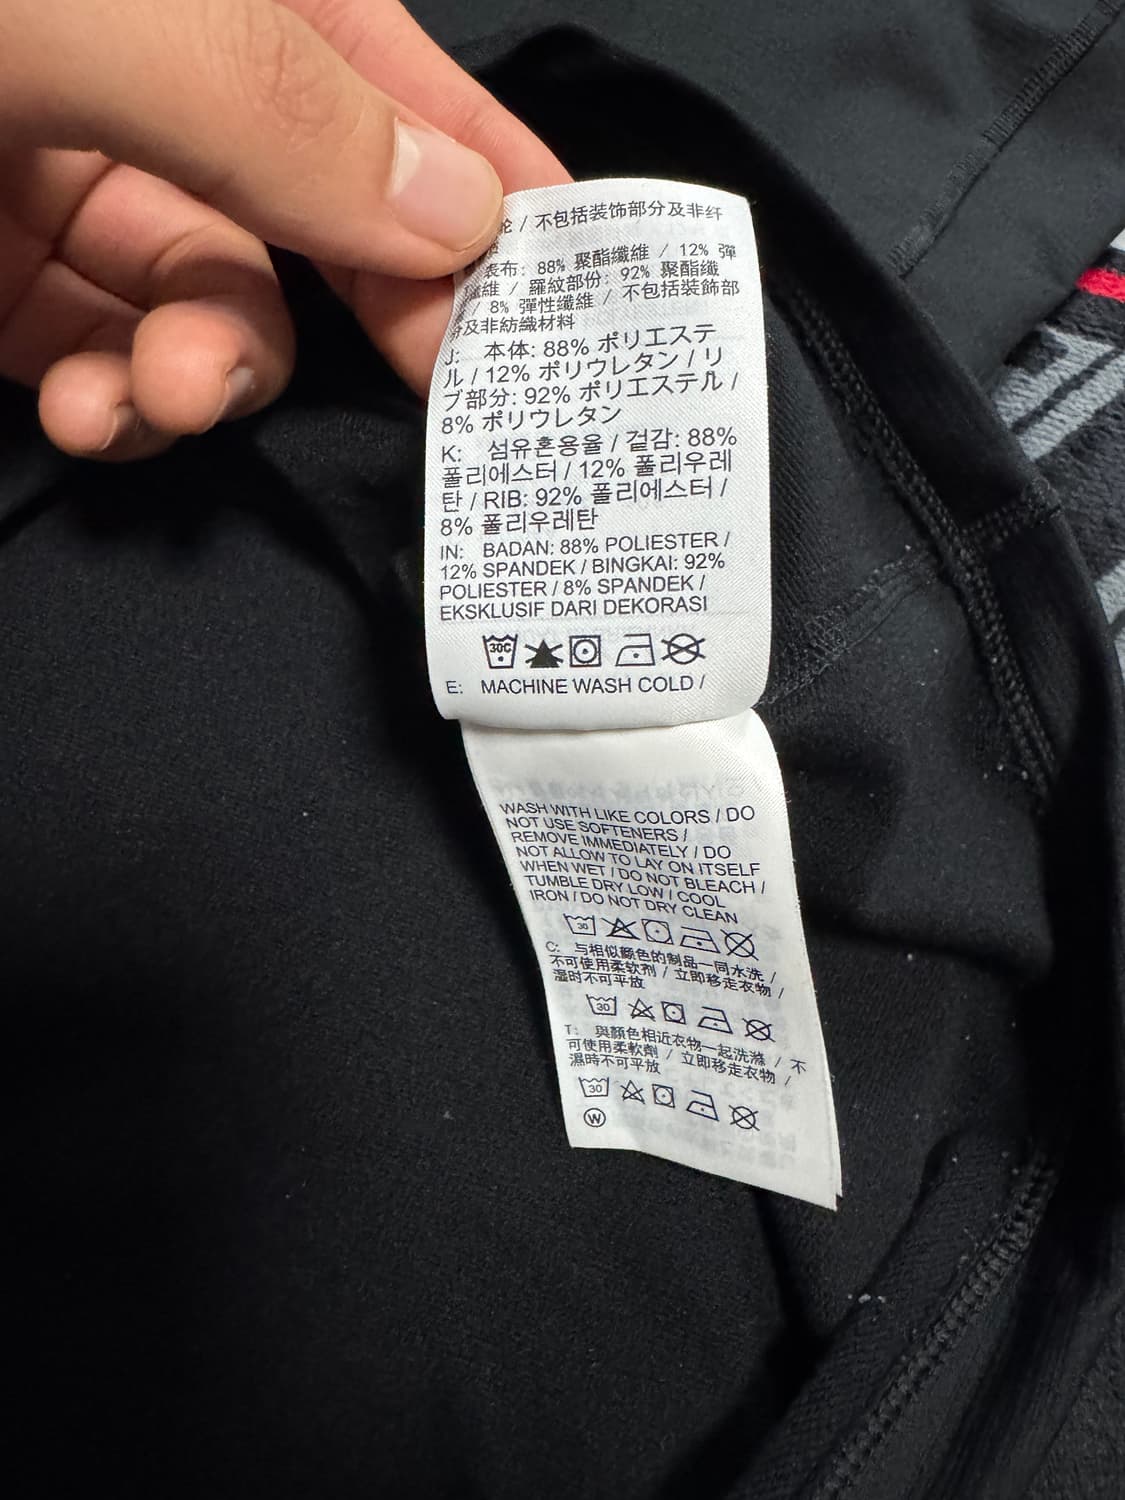 / 不包括装饰部分及非纤
表布: 88% 聚酯纖維 / 12% 彈
纖維 / 羅紋部份: 92% 聚酯纖
/ 8% 彈性纖維 / 不包括裝飾部
分及非紡織材料
J: 本体: 88% ポリエステ
ル / 12% ポリウレタン / リ
ブ部分: 92% ポリエステル /
8% ポリウレタン
K: 섬유혼용율 / 겉감: 88%
폴리에스터 / 12% 폴리우레
탄 / RIB: 92% 폴리에스터 /
8% 폴리우레탄
IN: BADAN: 88% POLIESTER /
12% SPANDEK / BINGKAI: 92%
POLIESTER / 8% SPANDEK /
EKSKLUSIF DARI DEKORASI
30C
E: MACHINE WASH COLD /
WASH WITH LIKE COLORS / DO
NOT USE SOFTENERS /
REMOVE IMMEDIATELY / DO
NOT ALLOW TO LAY ON ITSELF
WHEN WET / DO NOT BLEACH /
TUMBLE DRY LOW / COOL
IRON / DO NOT DRY CLEAN
30
C: 与相似颜色的制品一同水洗 /
不可使用柔软剂 / 立即移走衣物 /
湿时不可平放
30
T: 與顏色相近衣物一起洗滌 / 不
可使用柔軟劑 / 立即移走衣物 /
濕時不可平放
30
W